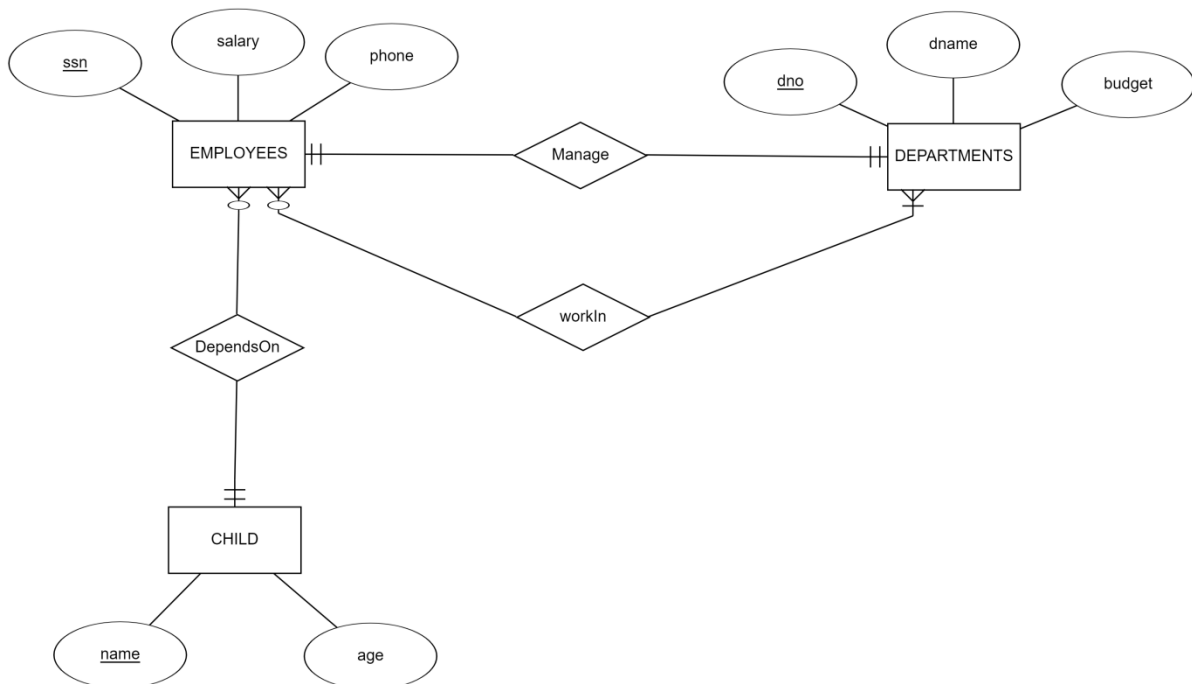 salary
dname
phone
ssn
dno
budget
EMPLOYEES
Manage
DEPARTMENTS
workIn
DependsOn
CHILD
name
age